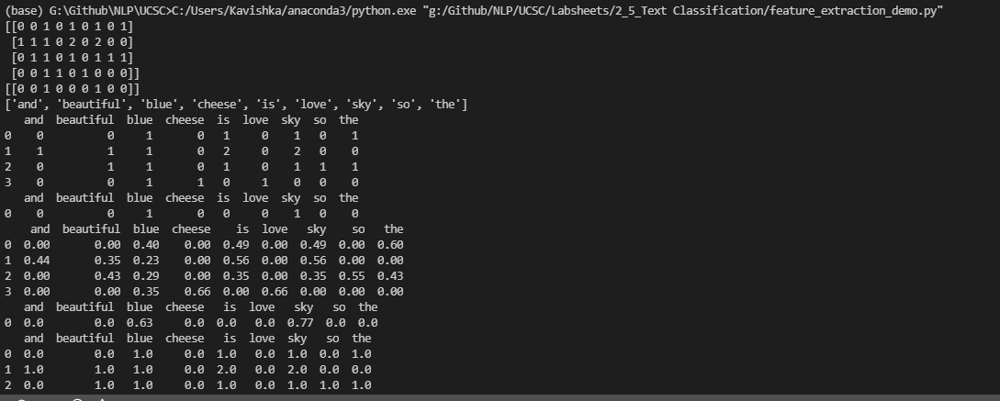 (base) G:\Github\NLP\UCSC>C:/Users/Kavishka/anaconda3/python.exe "g:/Github/NLP/UCSC/Labsheets/2_5_Text Classification/feature_extraction_demo.py"
[[0 0 1 0 1 0 1 0 1]
 [1 1 1 0 2 0 2 0 0]
 [0 1 1 0 1 0 1 1 1]
 [0 0 1 1 0 1 0 0 0]]
[[0 0 1 0 0 0 1 0 0]]
['and', 'beautiful', 'blue', 'cheese', 'is', 'love', 'sky', 'so', 'the']
   and  beautiful  blue  cheese  is  love  sky  so  the
0    0          0     1       0   1     0    1   0    1
1    1          1     1       0   2     0    2   0    0
2    0          1     1       0   1     0    1   1    1
3    0          0     1       1   0     1    0   0    0
   and  beautiful  blue  cheese  is  love  sky  so  the
0    0          0     1       0   0     0    1   0    0
    and  beautiful  blue  cheese    is  love   sky    so   the
0  0.00       0.00  0.40    0.00  0.49  0.00  0.49  0.00  0.60
1  0.44       0.35  0.23    0.00  0.56  0.00  0.56  0.00  0.00
2  0.00       0.43  0.29    0.00  0.35  0.00  0.35  0.55  0.43
3  0.00       0.00  0.35    0.66  0.00  0.66  0.00  0.00  0.00
   and  beautiful  blue  cheese   is  love   sky   so  the
0  0.0        0.0  0.63     0.0  0.0   0.0  0.77  0.0  0.0
   and  beautiful  blue  cheese   is  love  sky   so  the
0  0.0        0.0   1.0     0.0  1.0   0.0  1.0  0.0  1.0
1  1.0        1.0   1.0     0.0  2.0   0.0  2.0  0.0  0.0
2  0.0        1.0   1.0     0.0  1.0   0.0  1.0  1.0  1.0